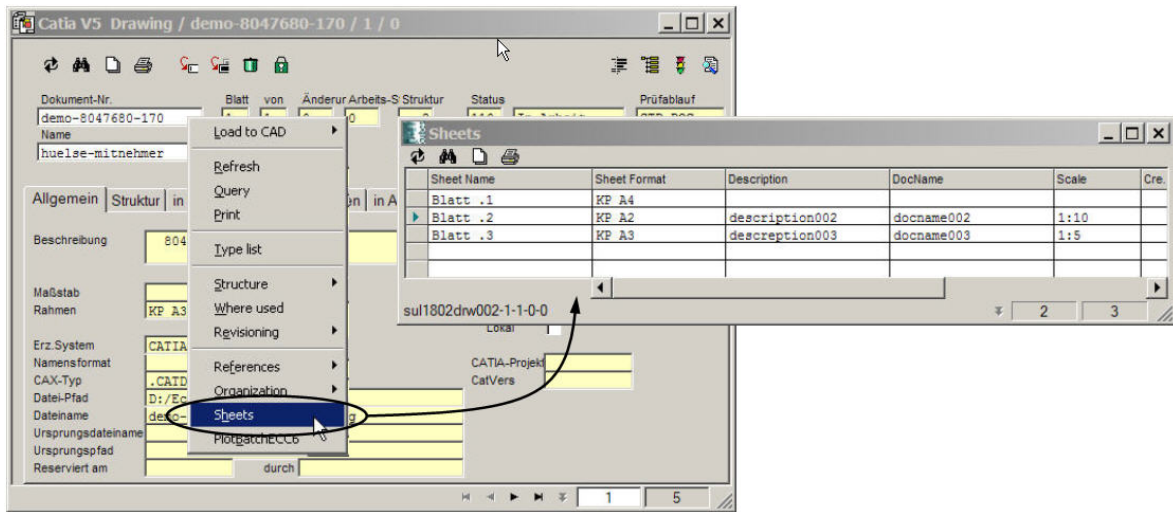 Catia V5 Drawing / demo-8047680-170 / 1 / 0
Dokument-Nr. Blatt von Änderur Arbeits-S Struktur Status Prüfablauf
demo-8047680-170
Name
huelse-mitnehmer
Allgemein Struktur in en in A
Beschreibung 804
Maßstab
Rahmen KP A3
Lokal
Erz.System CATIA
Namensformat CATIA-Projekt
CAX-Typ .CATD CatVers
Datei-Pfad D:/Ec
Dateiname demo- g
Ursprungsdateiname
Ursprungspfad
Reserviert am durch
1 5
Load to CAD
Refresh
Query
Print
Type list
Structure
Where used
Revisioning
References
Organization
Sheets
PlotBatchECC6
Sheets
Sheet Name Sheet Format Description DocName Scale Cre.
Blatt .1 KP A4
Blatt .2 KP A2 description002 docname002 1:10
Blatt .3 KP A3 descreption003 docname003 1:5
sul1802drw002-1-1-0-0 2 3